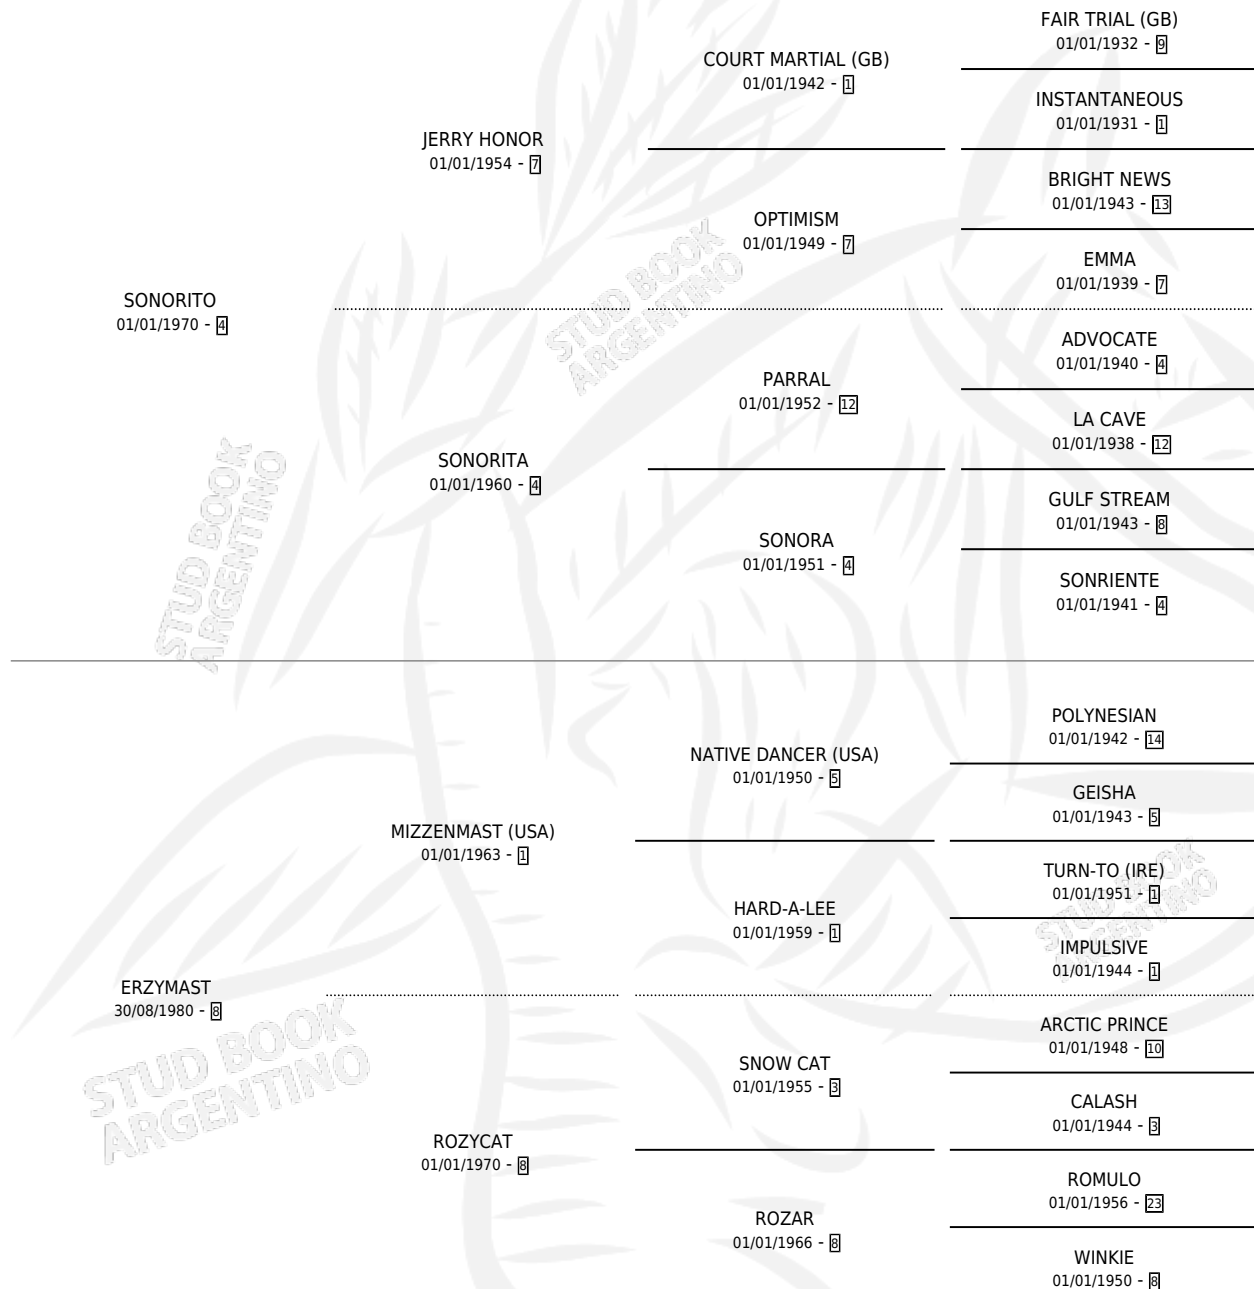 FAIR TRIAL (GB)
01/01/1932 - 9
COURT MARTIAL (GB)
01/01/1942 - 1
INSTANTANEOUS
01/01/1931 - 1
JERRY HONOR
01/01/1954 - 7
BRIGHT NEWS
01/01/1943 - 13
OPTIMISM
01/01/1949 - 7
EMMA
01/01/1939 - 7
SONORITO
01/01/1970 - 4
ADVOCATE
01/01/1940 - 4
PARRAL
01/01/1952 - 12
LA CAVE
01/01/1938 - 12
SONORITA
01/01/1960 - 4
GULF STREAM
01/01/1943 - 8
SONORA
01/01/1951 - 4
SONRIENTE
01/01/1941 - 4
POLYNESIAN
01/01/1942 - 14
NATIVE DANCER (USA)
01/01/1950 - 5
GEISHA
01/01/1943 - 5
MIZZENMAST (USA)
01/01/1963 - 1
TURN-TO (IRE)
01/01/1951 - 1
HARD-A-LEE
01/01/1959 - 1
IMPULSIVE
01/01/1944 - 1
ERZYMAST
30/08/1980 - 8
ARCTIC PRINCE
01/01/1948 - 10
SNOW CAT
01/01/1955 - 3
CALASH
01/01/1944 - 3
ROZYCAT
01/01/1970 - 8
ROMULO
01/01/1956 - 23
ROZAR
01/01/1966 - 8
WINKIE
01/01/1950 - 8
STUD BOOK
ARGENTINO
STUD BOOK
ARGENTINO
STUD BOOK
ARGENTINO
STUD BOOK
ARGENTINO